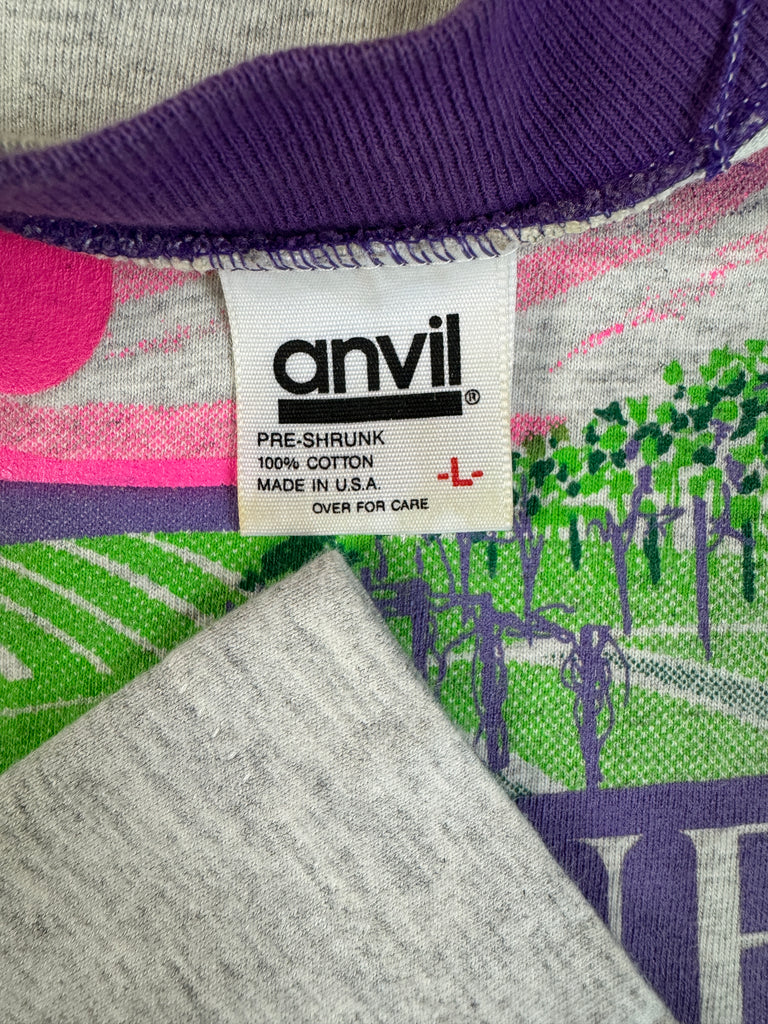 anvil®
PRE-SHRUNK
100% COTTON
MADE IN U.S.A.
-L-
OVER FOR CARE